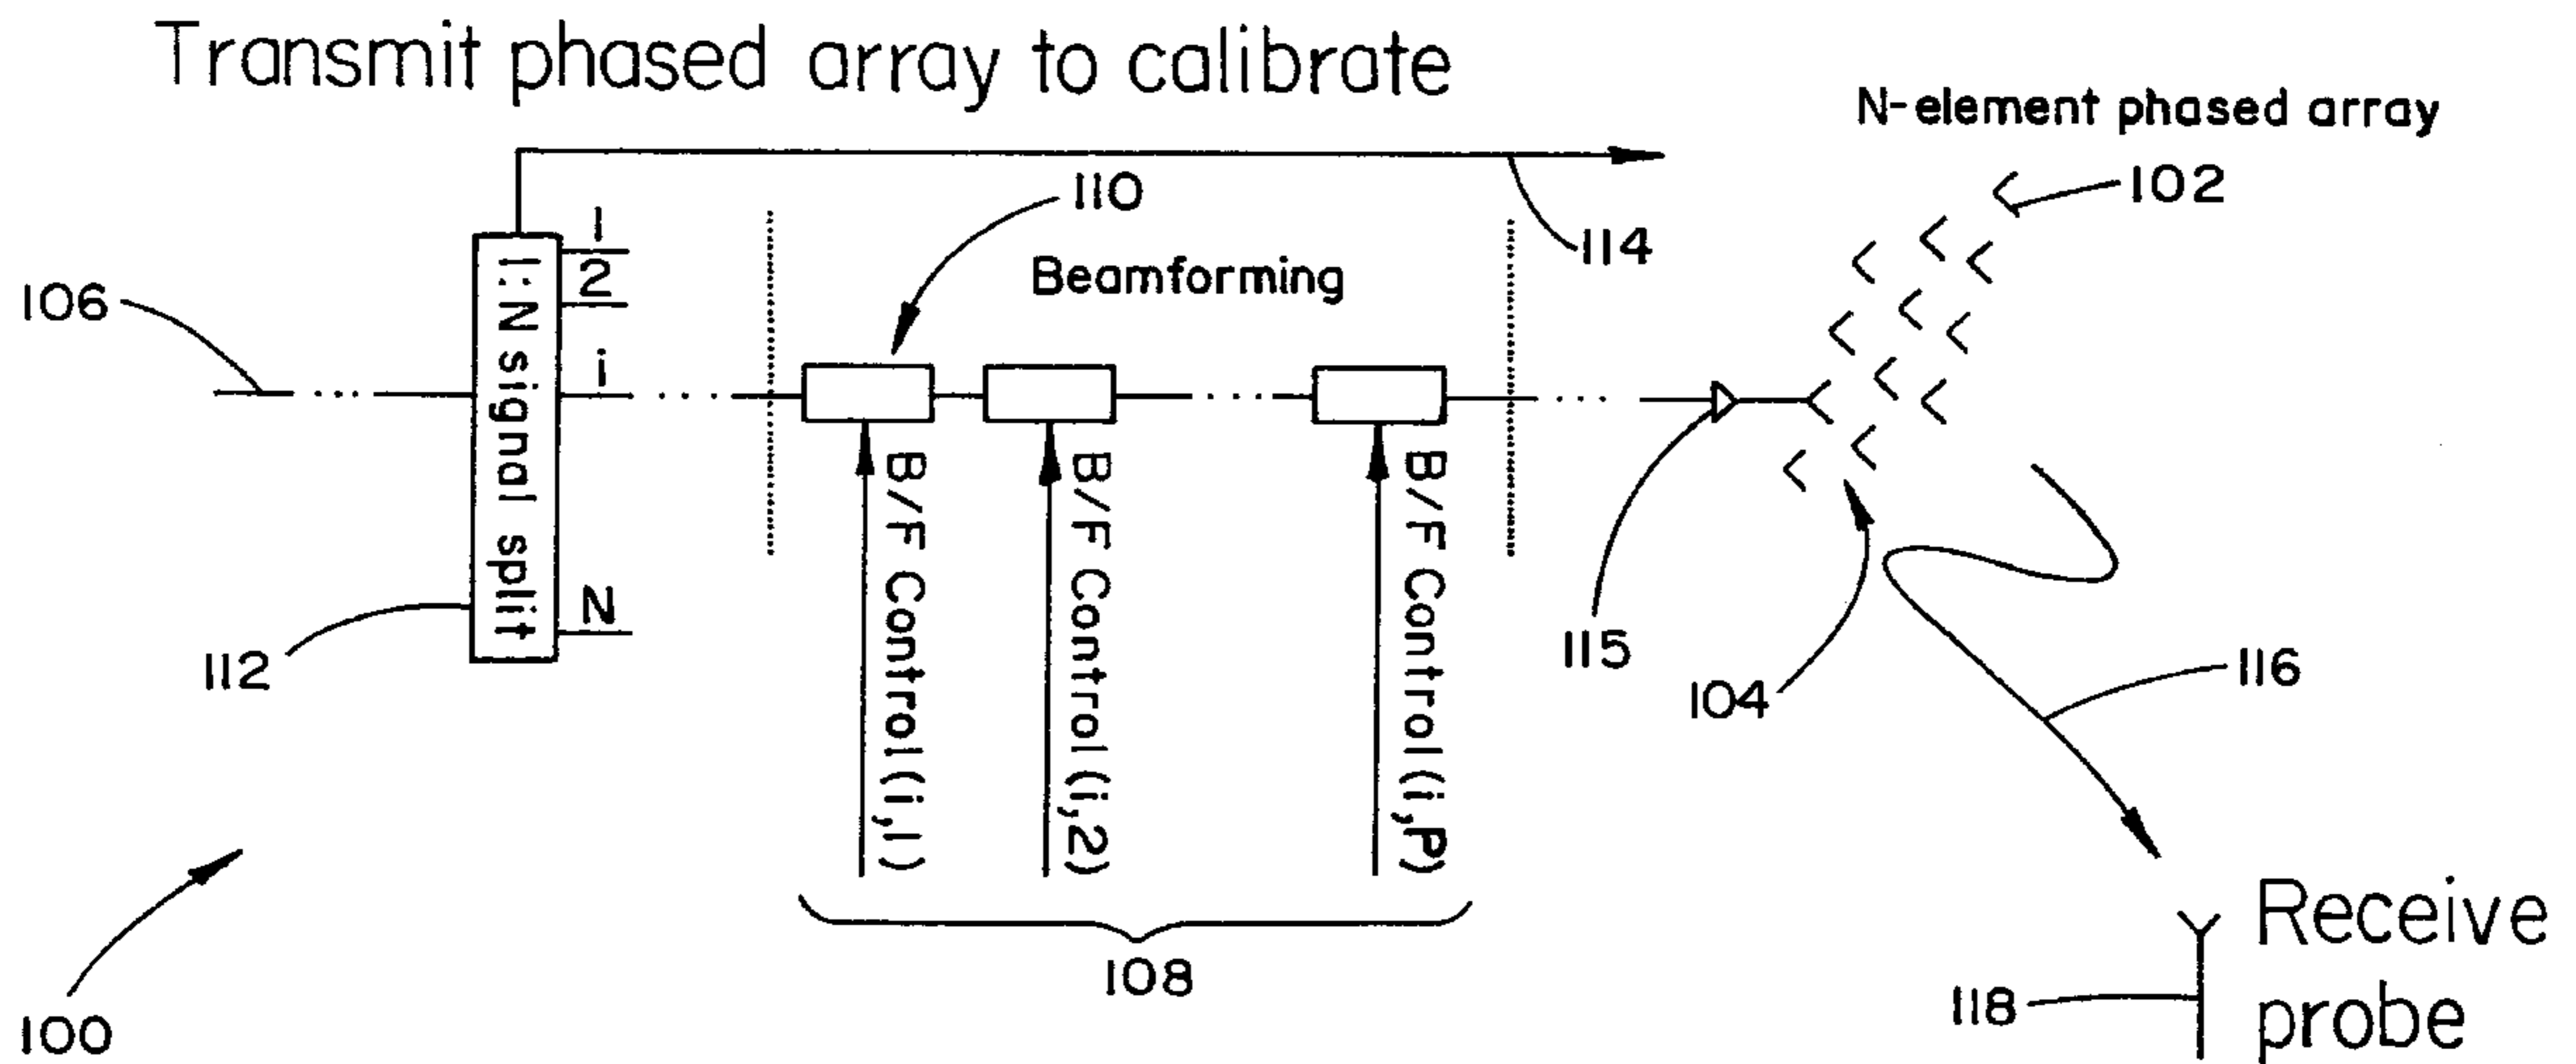 Transmit phased array to calibrate
N-element phased array
110
102
114
1
2
i
N
1:N signal split
Beamforming
106
112
B/F Control(i,1)
B/F Control(i,2)
B/F Control(i,P)
115
104
116
108
100
118
Receive
probe